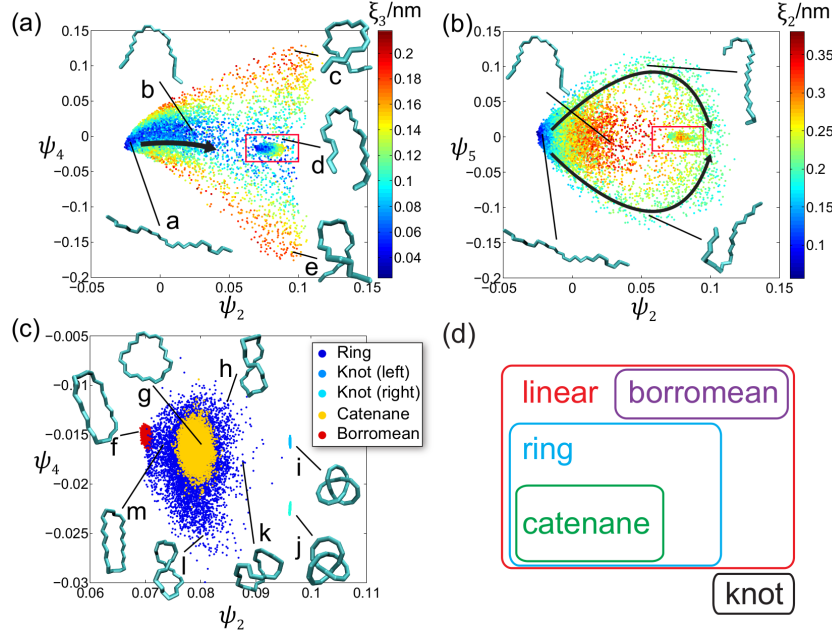 (a)
ξ3/nm
0.15
0.10
0.05
0
−0.05
−0.1
−0.15
−0.2
−0.05
0
0.05
0.1
0.15
ψ4
ψ2
a
b
c
d
e
0.2
0.18
0.16
0.14
0.12
0.1
0.08
0.06
0.04
(b)
ξ2/nm
0.15
0.1
0.05
0
−0.05
−0.1
−0.15
−0.2
−0.05
0
0.05
0.1
0.15
ψ5
ψ2
0.35
0.3
0.25
0.2
0.15
0.1
(c)
−0.005
−0.015
−0.02
−0.025
−0.03
0.06
0.07
0.08
0.09
0.1
0.11
ψ4
ψ2
f
g
h
i
j
k
l
m
Ring
Knot (left)
Knot (right)
Catenane
Borromean
(d)
linear
borromean
ring
catenane
knot